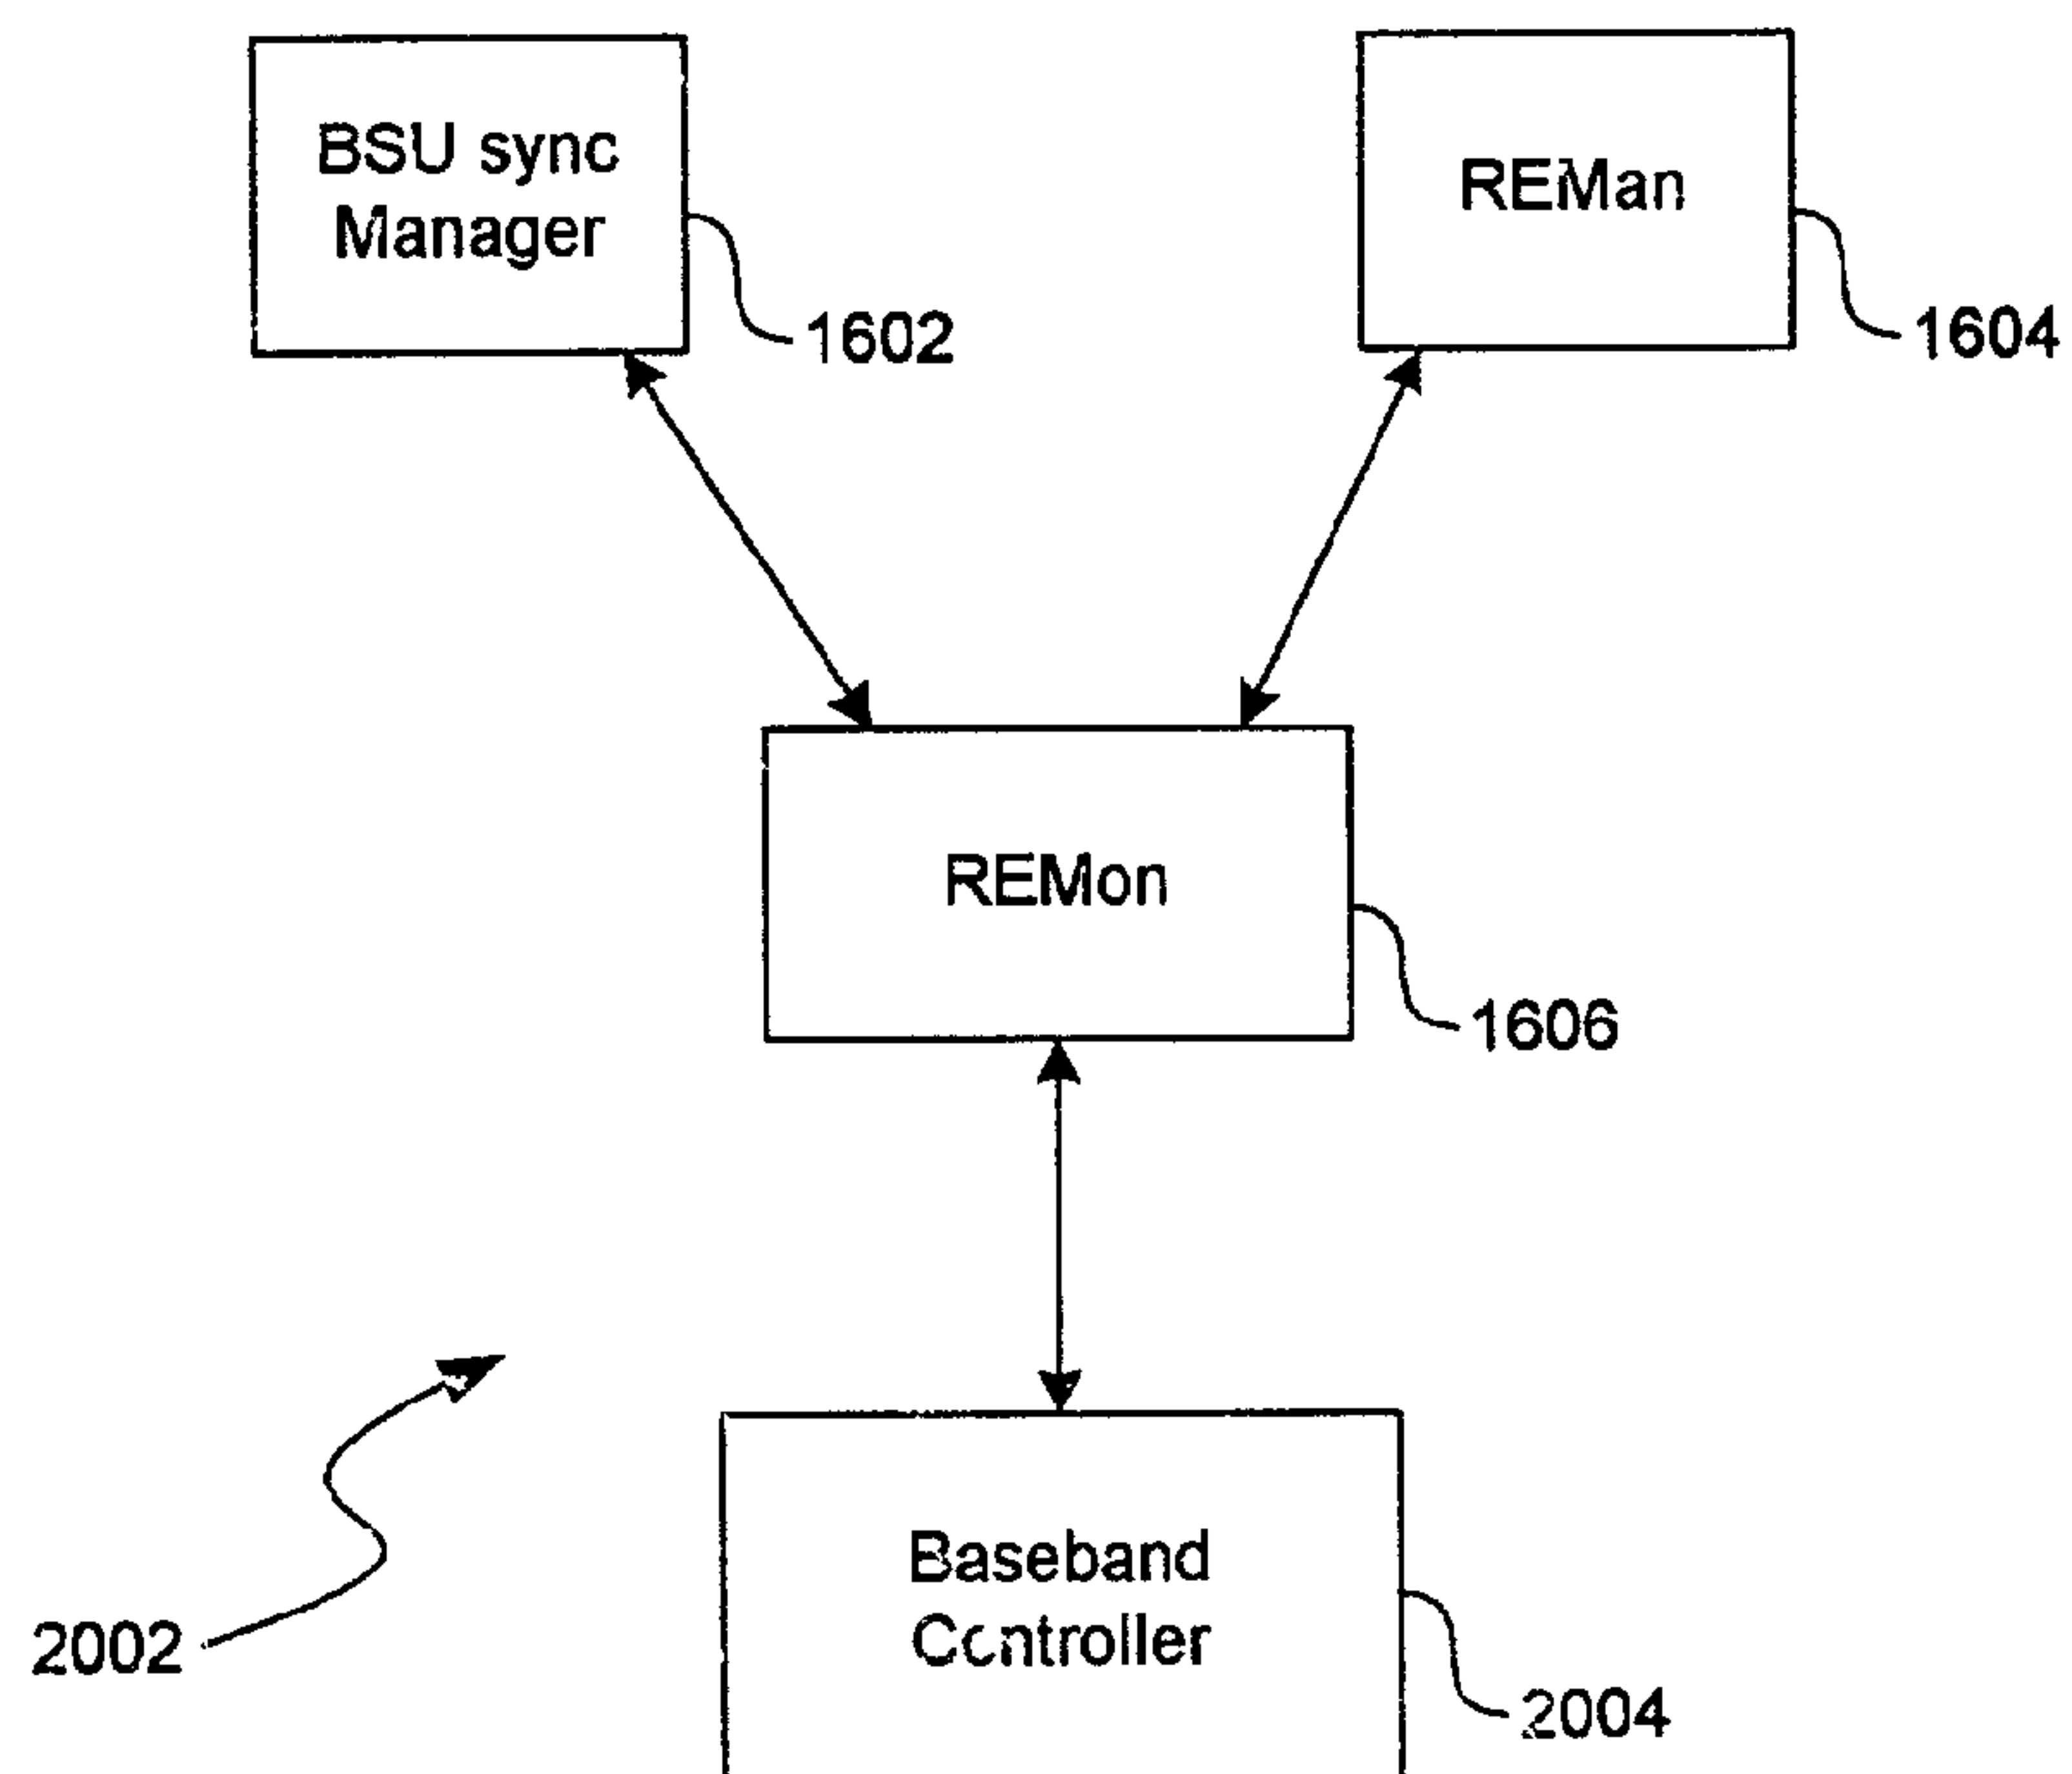 BSU sync
Manager
REMan
1602
1604
REMon
1606
Baseband
Controller
2002
2004